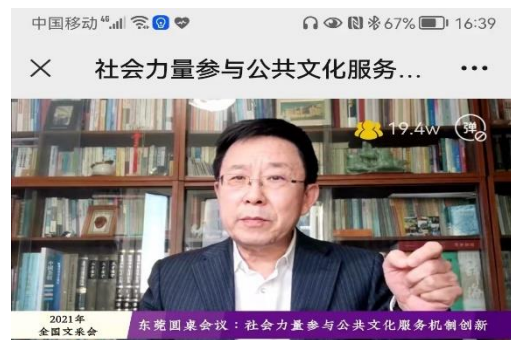 中国移动 4G 67% 16:39
社会力量参与公共文化服务...
19.4w 弹
2021年
全国文采会
东莞圆桌会议：社会力量参与公共文化服务机制创新